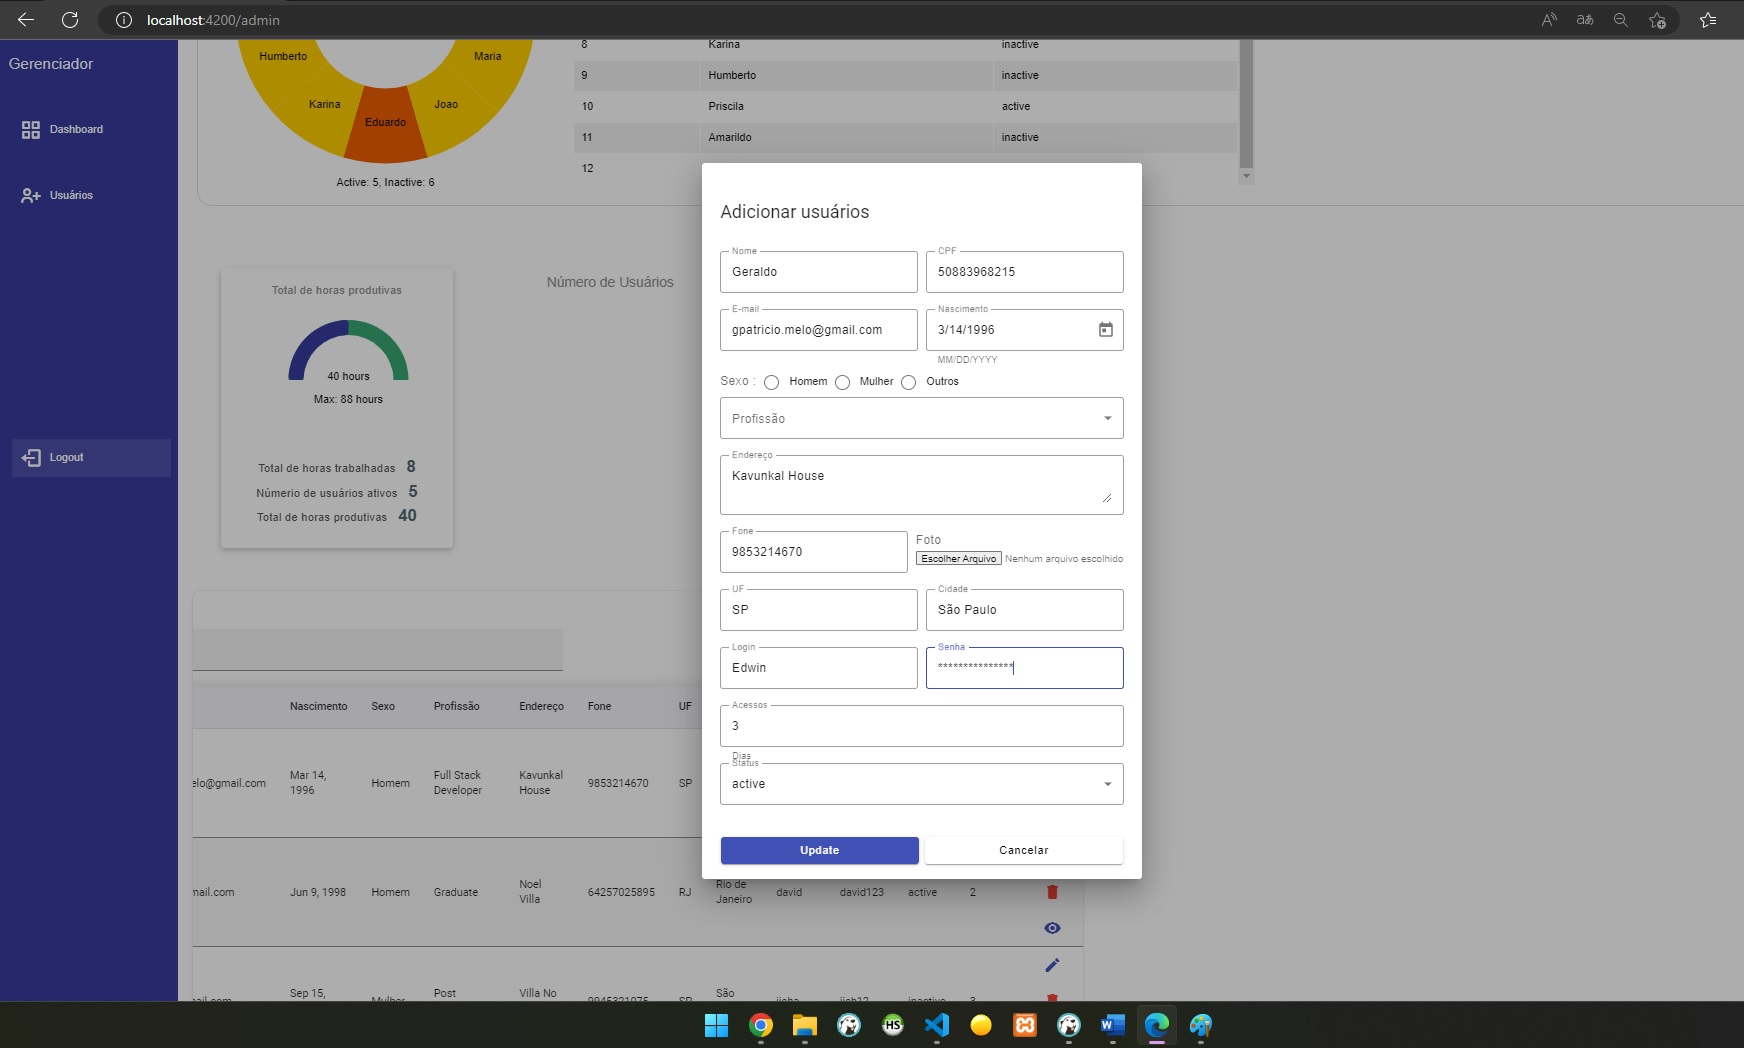 localhost:4200/admin
Gerenciador
Dashboard
Usuários
Logout
Humberto
Maria
Karina
Joao
Eduardo
Active: 5, Inactive: 6
8 Karina inactive
9 Humberto inactive
10 Priscila active
11 Amarildo inactive
12
Total de horas produtivas
40 hours
Max: 88 hours
Total de horas trabalhadas 8
Númerio de usuários ativos 5
Total de horas produtivas 40
Número de Usuários
Adicionar usuários
Nome
Geraldo
CPF
50883968215
E-mail
gpatricio.melo@gmail.com
Nascimento
3/14/1996
MM/DD/YYYY
Sexo : Homem Mulher Outros
Profissão
Endereço
Kavunkal House
Fone
9853214670
Foto
Escolher Arquivo Nenhum arquivo escolhido
UF
SP
Cidade
São Paulo
Login
Edwin
Senha
***************
Acessos
3
Dias
Status
active
Update
Cancelar
Nascimento Sexo Profissão Endereço Fone UF
elo@gmail.com Mar 14, 1996 Homem Full Stack Developer Kavunkal House 9853214670 SP
mail.com Jun 9, 1998 Homem Graduate Noel Villa 64257025895 RJ Rio de Janeiro david david123 active 2
Sep 15, Mulher Post Villa No 9945321975 SP São inactive 3
HS
W